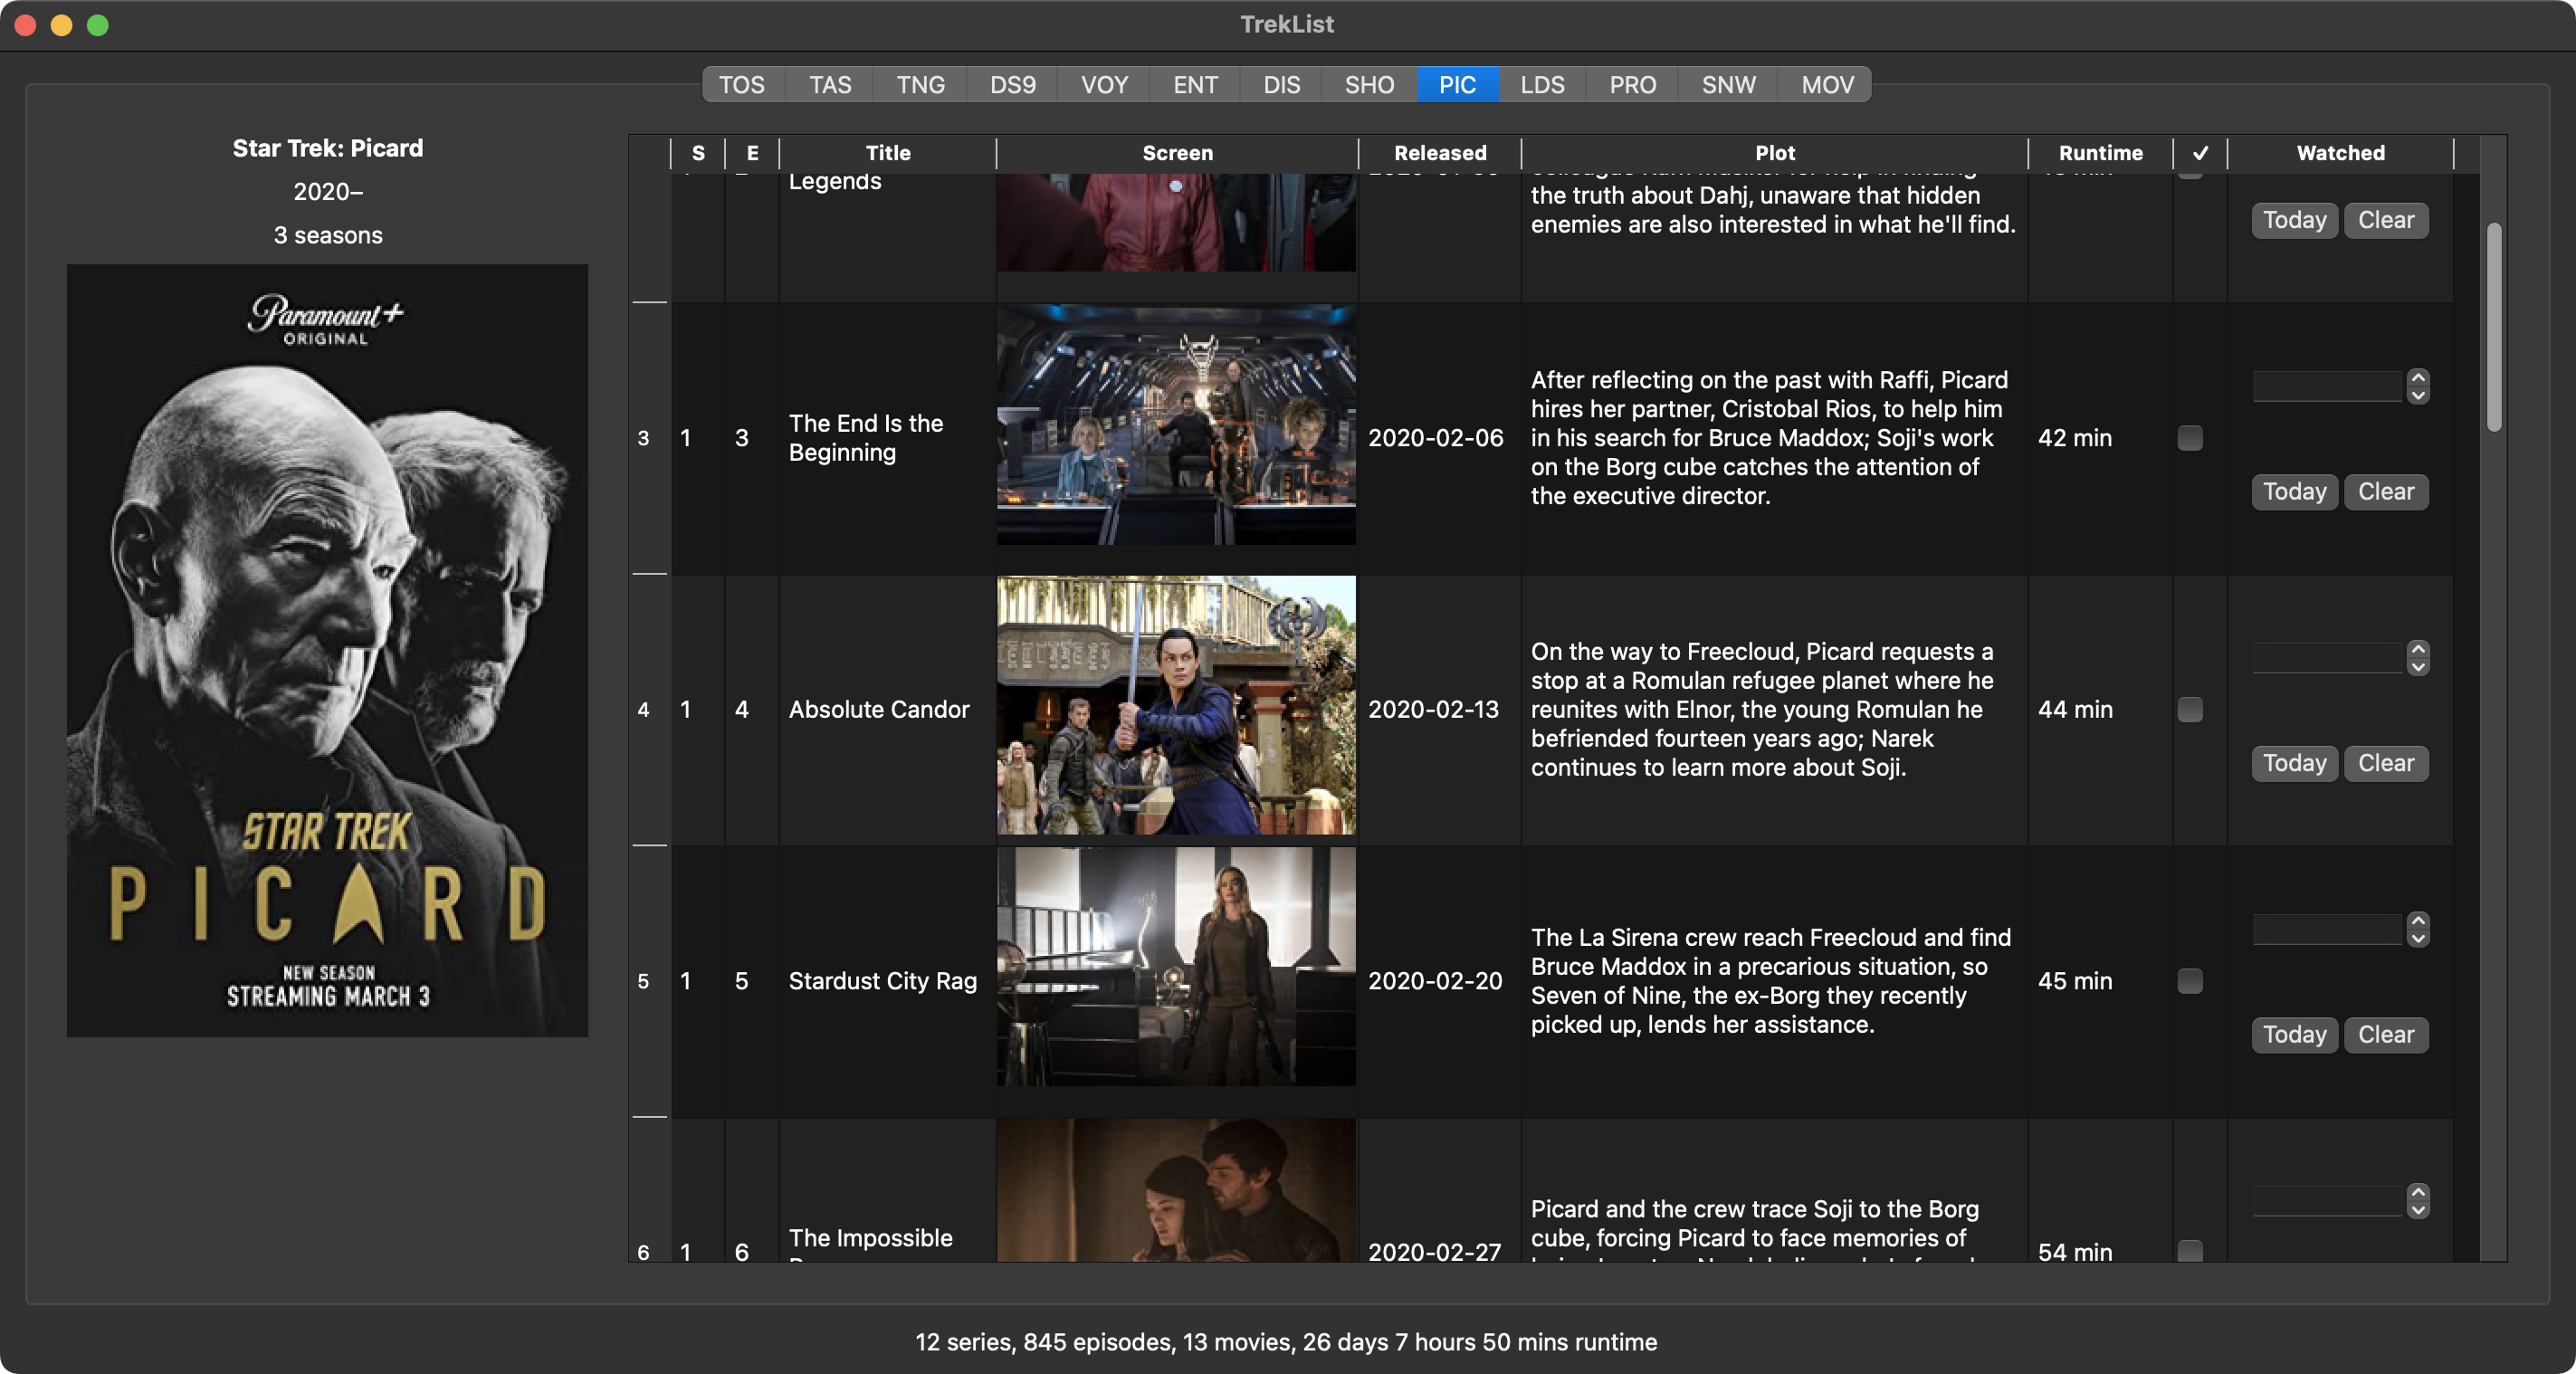 TrekList
TOS TAS TNG DS9 VOY ENT DIS SHO PIC LDS PRO SNW MOV
Star Trek: Picard
2020–
3 seasons
Paramount+
ORIGINAL
STAR TREK
PICARD
NEW SEASON
STREAMING MARCH 3
S E Title Screen Released Plot Runtime ✓ Watched
Legends
the truth about Dahj, unaware that hidden
enemies are also interested in what he'll find.
Today Clear
3 1 3 The End Is the
Beginning
2020-02-06
After reflecting on the past with Raffi, Picard
hires her partner, Cristobal Rios, to help him
in his search for Bruce Maddox; Soji's work
on the Borg cube catches the attention of
the executive director.
42 min
Today Clear
4 1 4 Absolute Candor
2020-02-13
On the way to Freecloud, Picard requests a
stop at a Romulan refugee planet where he
reunites with Elnor, the young Romulan he
befriended fourteen years ago; Narek
continues to learn more about Soji.
44 min
Today Clear
5 1 5 Stardust City Rag
2020-02-20
The La Sirena crew reach Freecloud and find
Bruce Maddox in a precarious situation, so
Seven of Nine, the ex-Borg they recently
picked up, lends her assistance.
45 min
Today Clear
6 1 6 The Impossible
2020-02-27
Picard and the crew trace Soji to the Borg
cube, forcing Picard to face memories of
54 min
12 series, 845 episodes, 13 movies, 26 days 7 hours 50 mins runtime